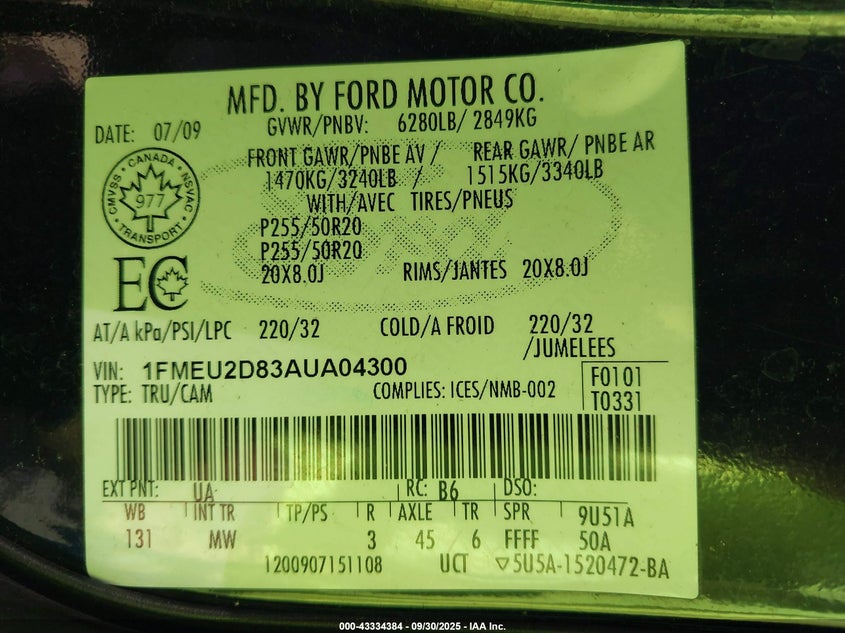 MFD. BY FORD MOTOR CO.
DATE: 07/09
GVWR/PNBV: 6280LB/ 2849KG
FRONT GAWR/PNBE AV / REAR GAWR/ PNBE AR
1470KG/3240LB / 1515KG/3340LB
WITH/AVEC TIRES/PNEUS
CANADA
CMVSS NSVAC
977
TRANSPORT
P255/50R20
P255/50R20
20X8.0J RIMS/JANTES 20X8.0J
EC
AT/A kPa/PSI/LPC 220/32 COLD/A FROID 220/32
/JUMELEES
VIN: 1FMEU2D83AUA04300
TYPE: TRU/CAM COMPLIES: ICES/NMB-002
F0101
T0331
EXT PNT: UA RC: B6 DSO:
WB INT TR TP/PS R AXLE TR SPR 9U51A
131 MW 3 45 6 FFFF 50A
1200907151108 UCT ▽5U5A-1520472-BA
000-43334384 - 09/30/2025 - IAA Inc.